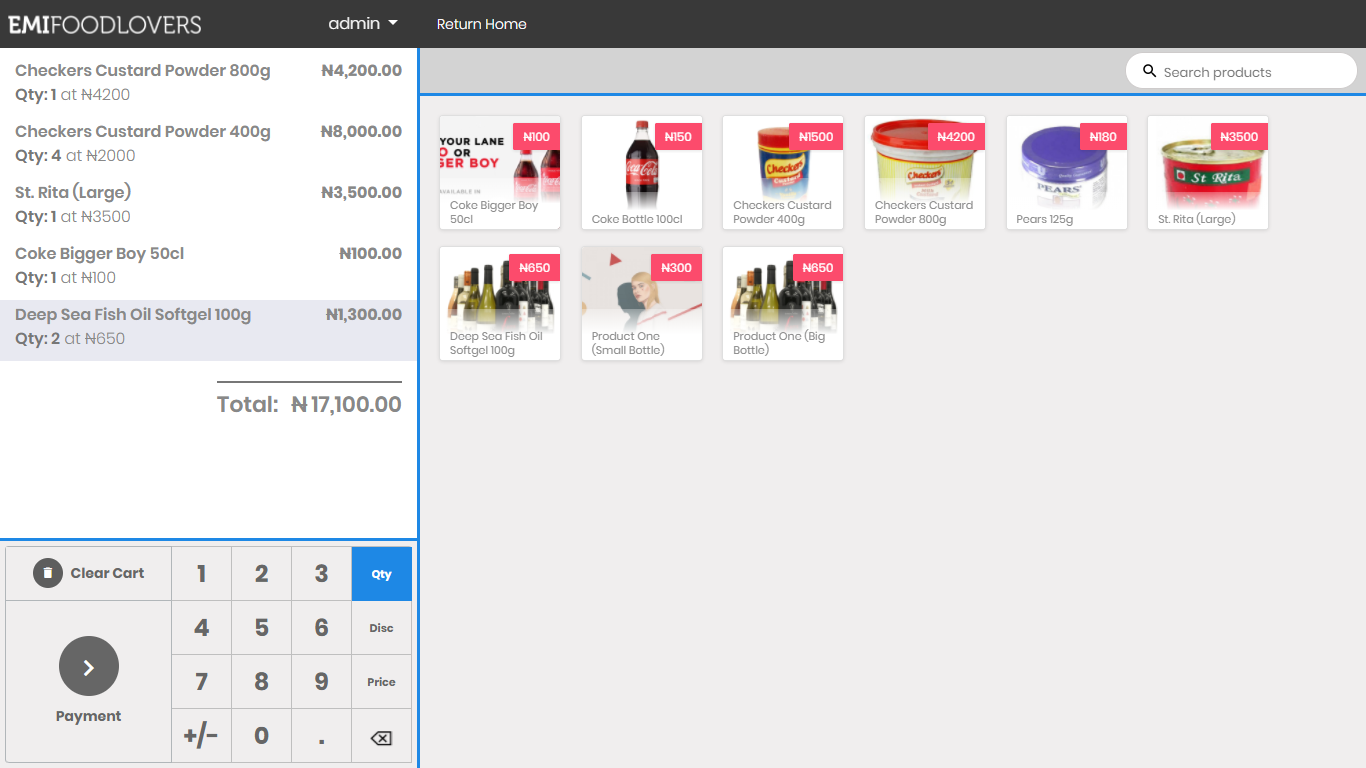 EMIFOODLOVERS
admin
Return Home
Checkers Custard Powder 800g ₦4,200.00
Qty: 1 at ₦4200
Checkers Custard Powder 400g ₦8,000.00
Qty: 4 at ₦2000
St. Rita (Large) ₦3,500.00
Qty: 1 at ₦3500
Coke Bigger Boy 50cl ₦100.00
Qty: 1 at ₦100
Deep Sea Fish Oil Softgel 100g ₦1,300.00
Qty: 2 at ₦650
Total: ₦ 17,100.00
Clear Cart
Payment
1 2 3 Qty
4 5 6 Disc
7 8 9 Price
+/- 0 .
Search products
₦100
YOUR LANE
O OR
GER BOY
AVAILABLE IN
Coke Bigger Boy
50cl
₦150
Coca-Cola
Coke Bottle 100cl
₦1500
Checkers
Custard
Checkers Custard
Powder 400g
₦4200
Checkers
Checkers Custard
Powder 800g
₦180
PEARS
Pears 125g
₦3500
St Rita
St. Rita (Large)
₦650
Deep Sea Fish Oil
Softgel 100g
₦300
Product One
(Small Bottle)
₦650
Product One (Big
Bottle)